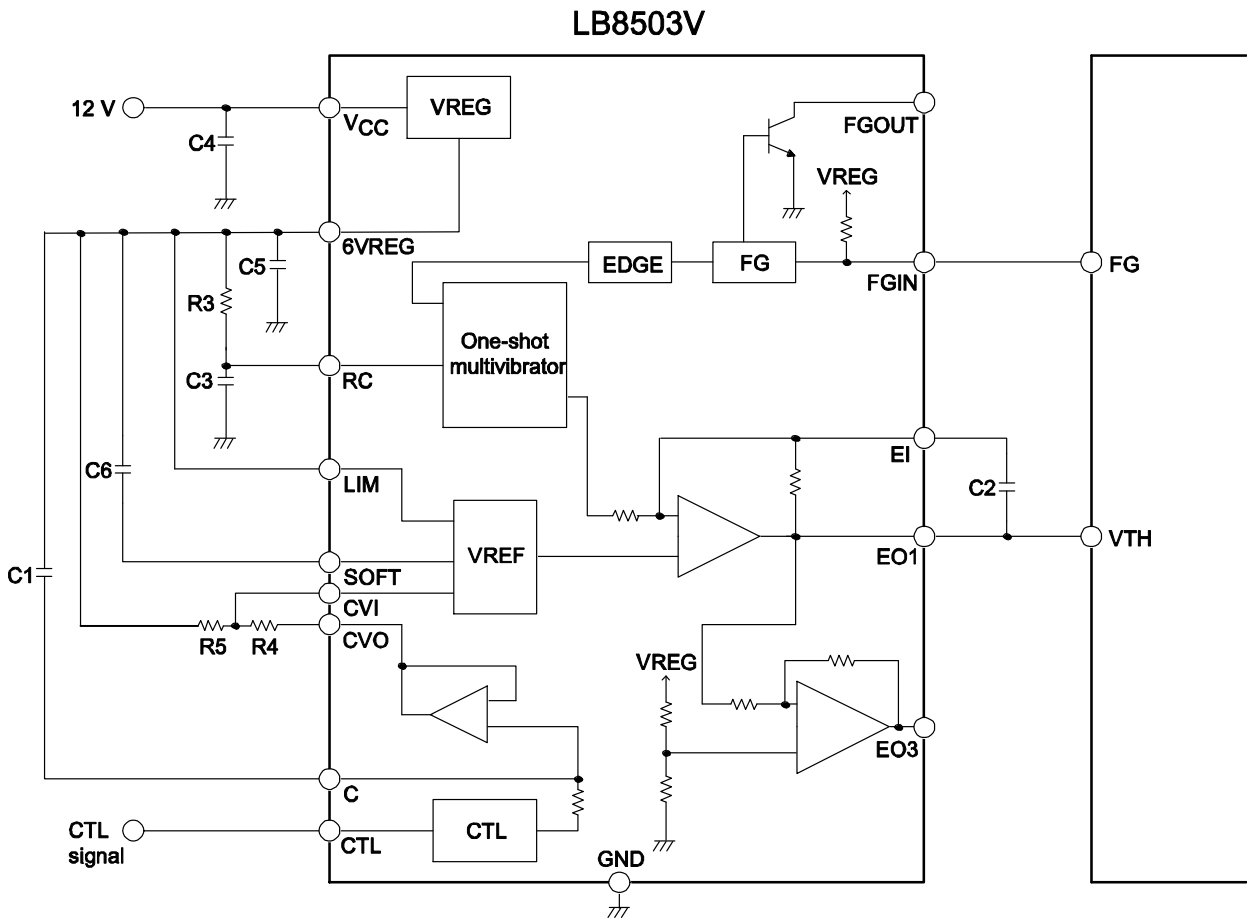 LB8503V
12 V
VCC
VREG
FGOUT
C4
VREG
6VREG
C5
EDGE
FG
FGIN
FG
R3
One-shot
multivibrator
C3
RC
EI
C6
LIM
C2
VREF
EO1
VTH
C1
SOFT
CVI
R5
R4
CVO
VREG
EO3
C
CTL
signal
CTL
CTL
GND